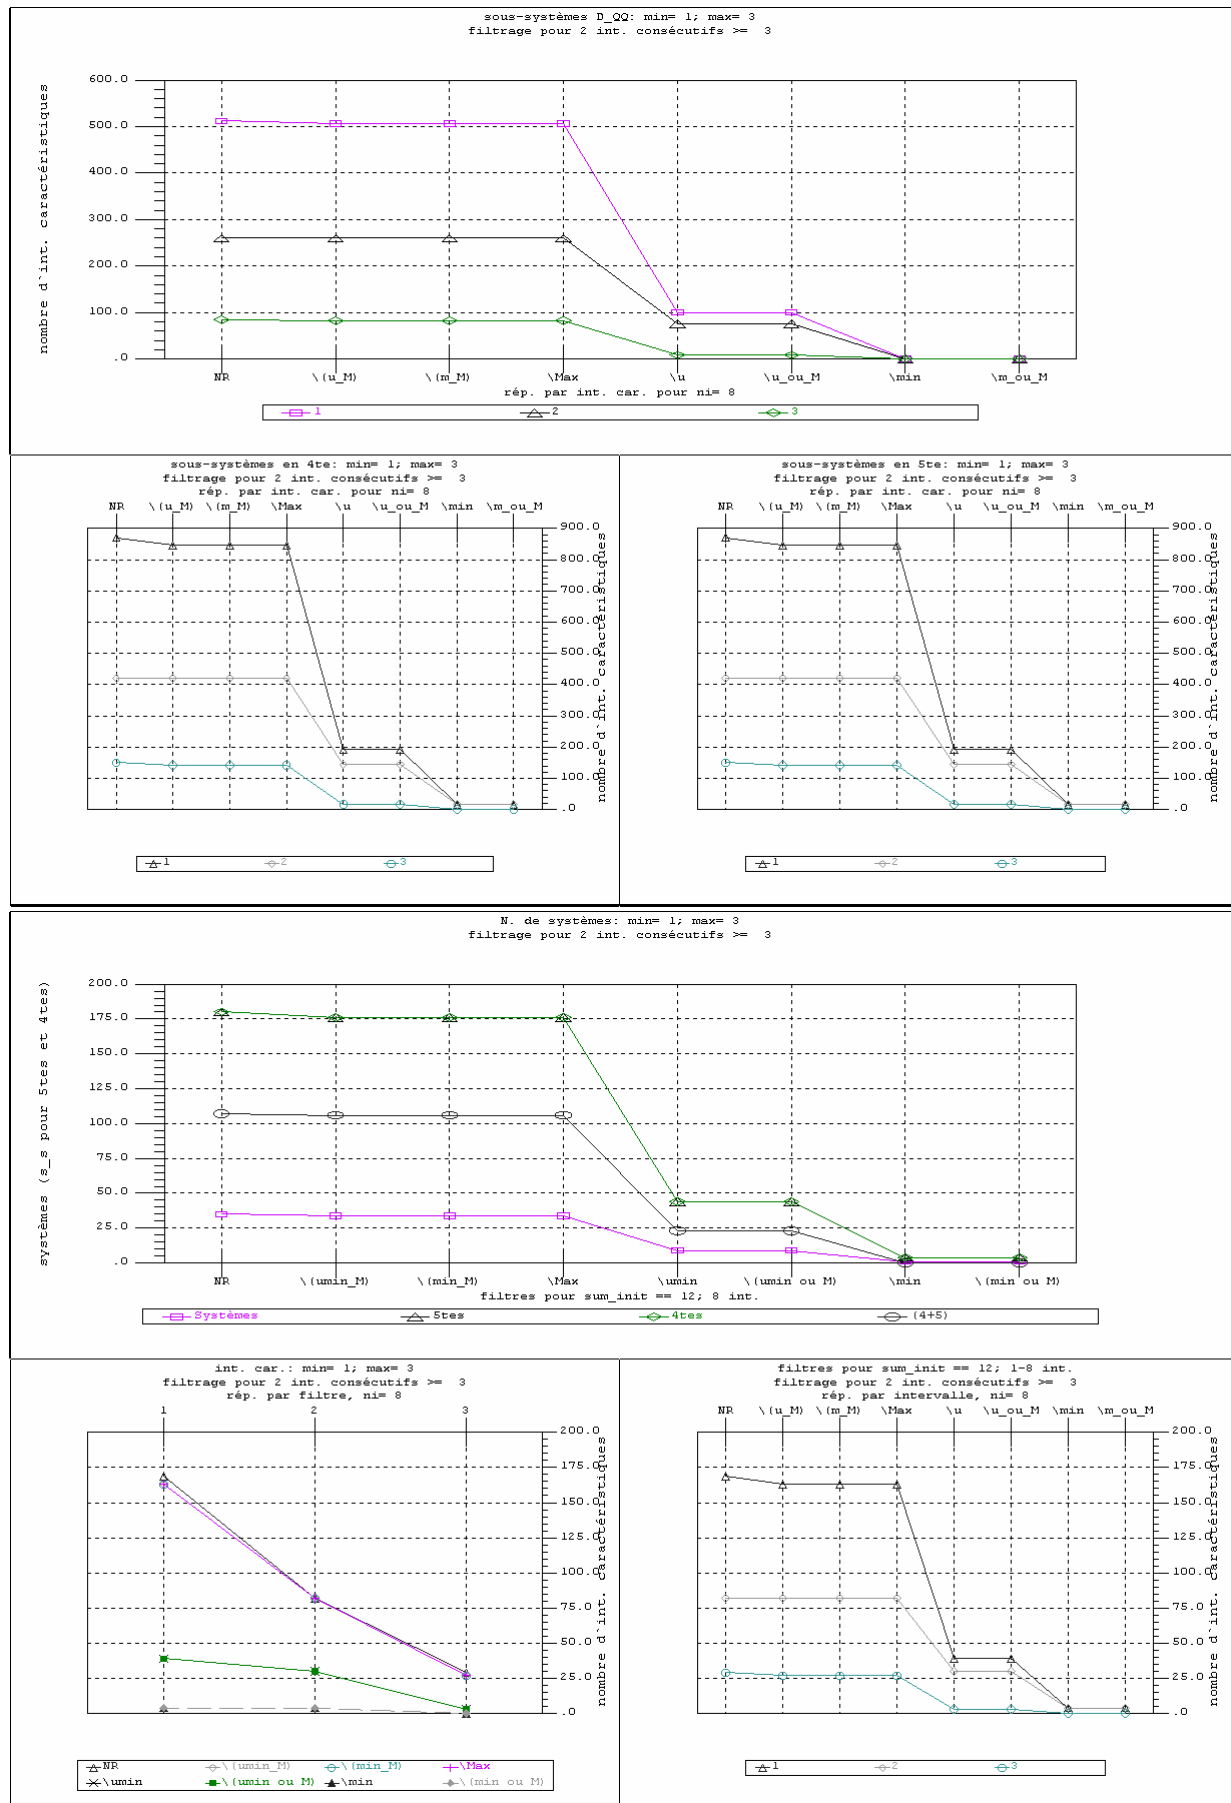 sous-systèmes D_QQ: min= 1; max= 3
filtrage pour 2 int. consécutifs >= 3
nombre d`int. caractéristiques
600.0
500.0
400.0
300.0
200.0
100.0
.0
NR \(u_M) \(m_M) \Max \u \u_ou_M \min \m_ou_M
rép. par int. car. pour ni= 8
1 2 3
sous-systèmes en 4te: min= 1; max= 3
filtrage pour 2 int. consécutifs >= 3
rép. par int. car. pour ni= 8
NR \(u_M) \(m_M) \Max \u \u_ou_M \min \m_ou_M
900.0
800.0
700.0
600.0
500.0
400.0
300.0
200.0
100.0
.0
nombre d`int. caractéristiques
1 2 3
sous-systèmes en 5te: min= 1; max= 3
filtrage pour 2 int. consécutifs >= 3
rép. par int. car. pour ni= 8
NR \(u_M) \(m_M) \Max \u \u_ou_M \min \m_ou_M
900.0
800.0
700.0
600.0
500.0
400.0
300.0
200.0
100.0
.0
nombre d`int. caractéristiques
1 2 3
N. de systèmes: min= 1; max= 3
filtrage pour 2 int. consécutifs >= 3
systèmes (s_s pour 5tes et 4tes)
200.0
175.0
150.0
125.0
100.0
75.0
50.0
25.0
.0
NR \(umin_M) \(min_M) \Max \umin \(umin ou M) \min \(min ou M)
filtres pour sum_init == 12; 8 int.
Systèmes 5tes 4tes (4+5)
int. car.: min= 1; max= 3
filtrage pour 2 int. consécutifs >= 3
rép. par filtre, ni= 8
1 2 3
200.0
175.0
150.0
125.0
100.0
75.0
50.0
25.0
.0
nombre d`int. caractéristiques
NR \(umin_M) \(min_M) \Max
\umin \(umin ou M) \min \(min ou M)
filtres pour sum_init == 12; 1-8 int.
filtrage pour 2 int. consécutifs >= 3
rép. par intervalle, ni= 8
NR \(u_M) \(m_M) \Max \u \u_ou_M \min \m_ou_M
200.0
175.0
150.0
125.0
100.0
75.0
50.0
25.0
.0
nombre d`int. caractéristiques
1 2 3